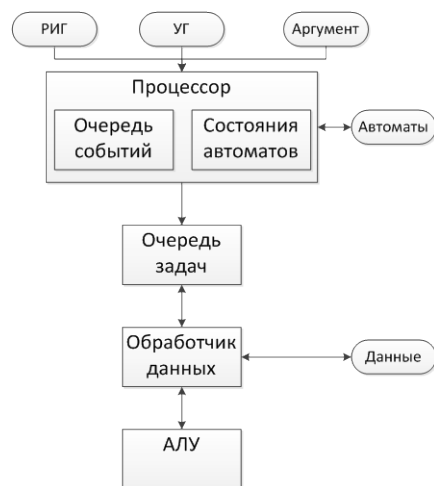 РИГ
УГ
Аргумент
Процессор
Очередь
событий
Состояния
автоматов
Автоматы
Очередь
задач
Обработчик
данных
Данные
АЛУ